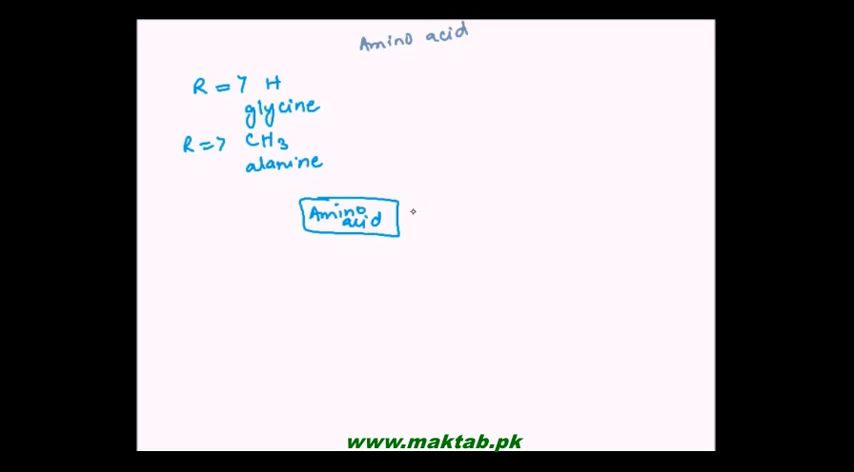 Amino acid
R => H
glycine
R => CH3
alanine
Amino
acid
www.maktab.pk